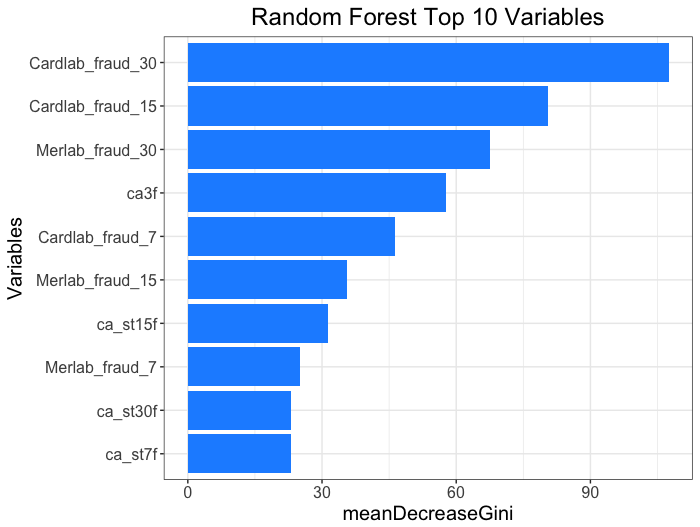 Random Forest Top 10 Variables
Variables
Cardlab_fraud_30
Cardlab_fraud_15
Merlab_fraud_30
ca3f
Cardlab_fraud_7
Merlab_fraud_15
ca_st15f
Merlab_fraud_7
ca_st30f
ca_st7f
0 30 60 90
meanDecreaseGini